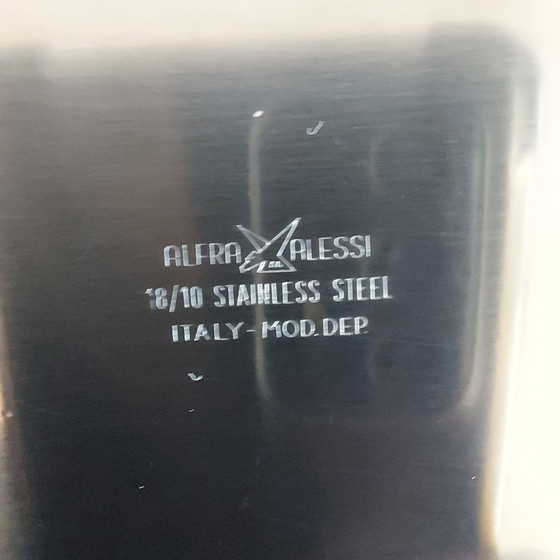 ALFRA ALESSI
18/10 STAINLESS STEEL
ITALY-MOD.DEP.